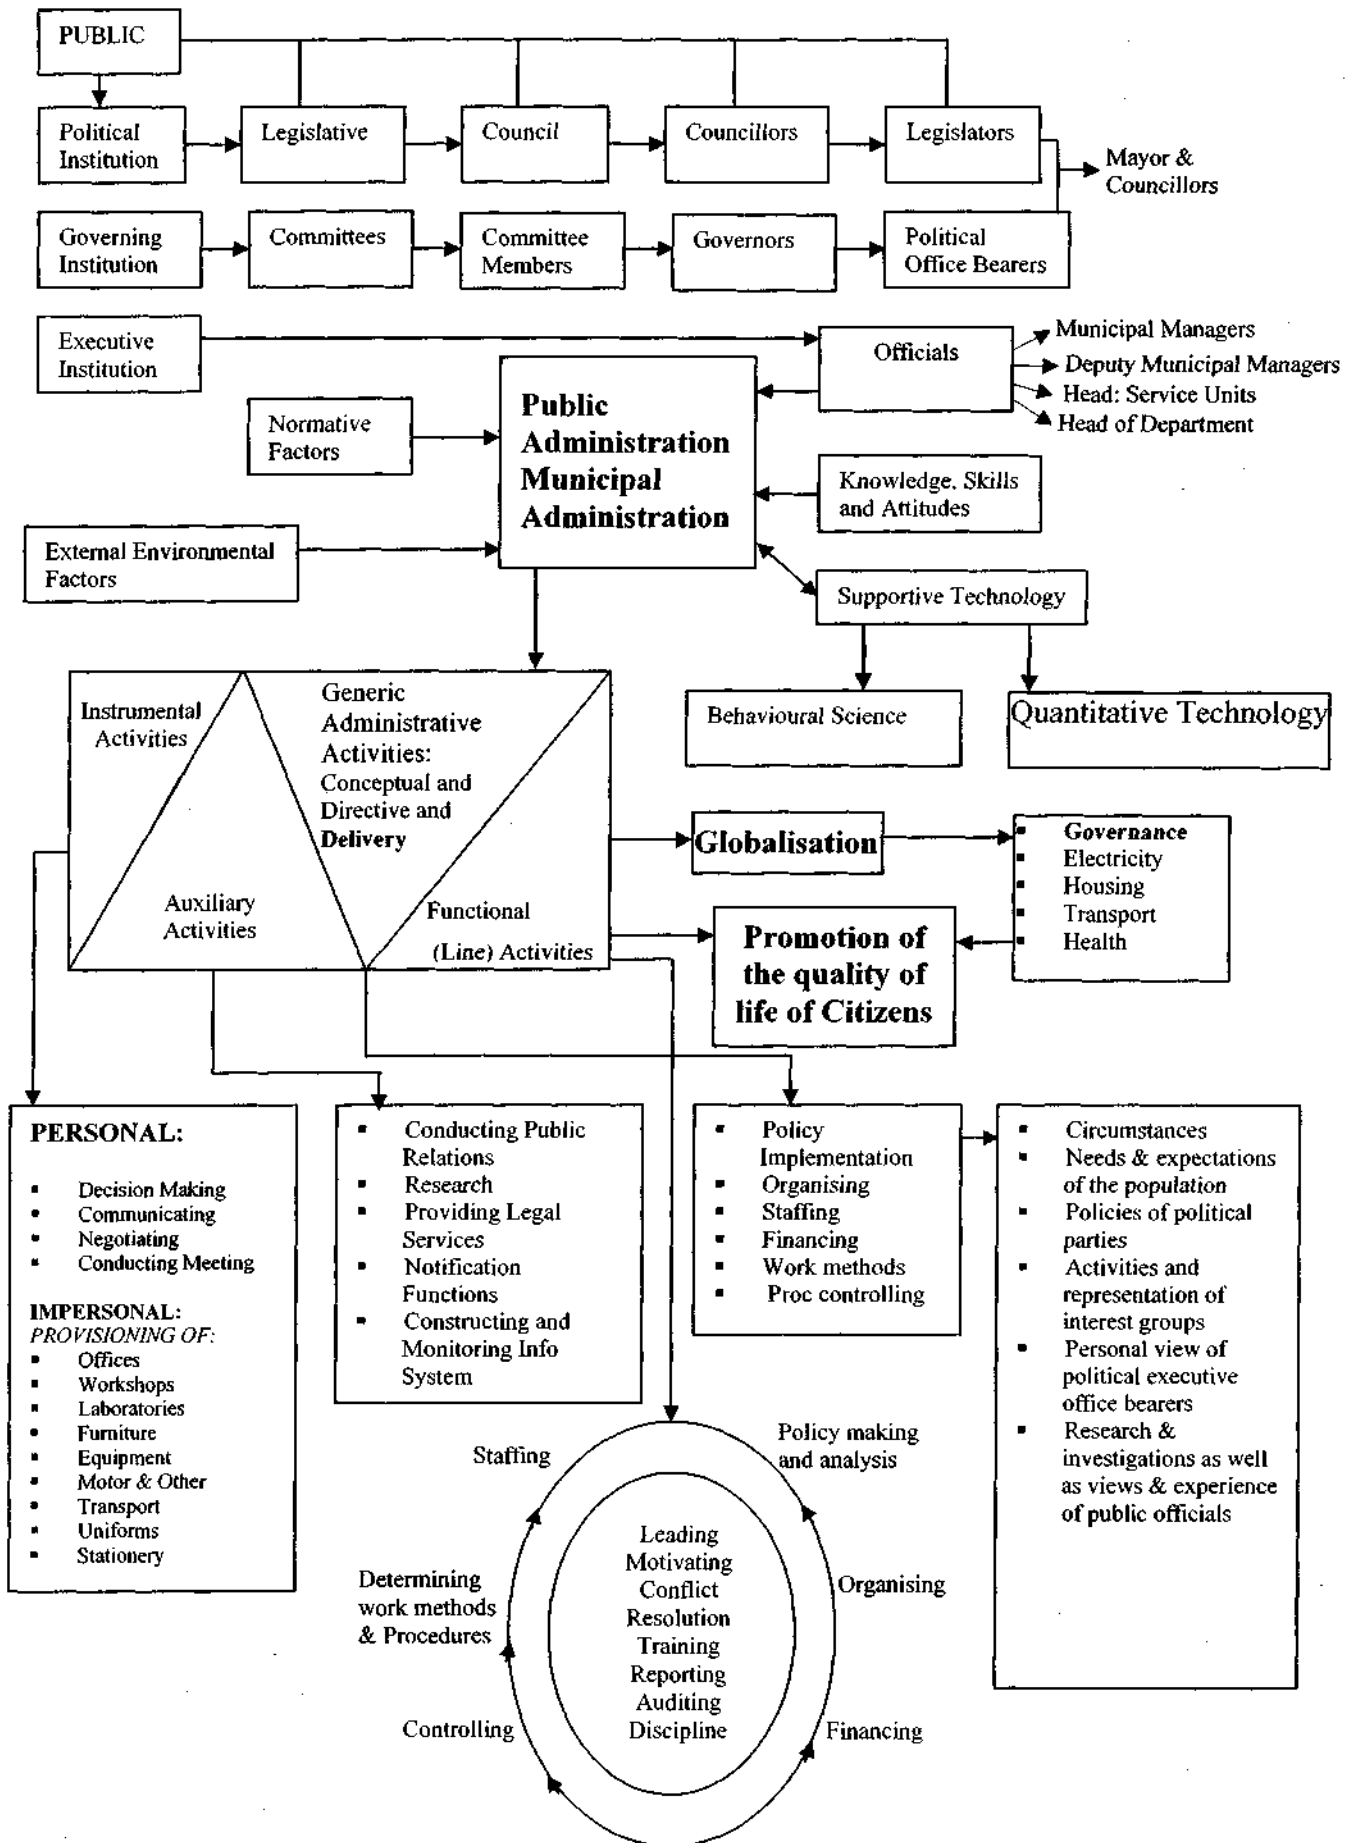 PUBLIC
Political
Institution
Legislative
Council
Councillors
Legislators
Mayor &
Councillors
Governing
Institution
Committees
Committee
Members
Governors
Political
Office Bearers
Executive
Institution
Officials
Municipal Managers
Deputy Municipal Managers
Head: Service Units
Head of Department
Normative
Factors
Public
Administration
Municipal
Administration
Knowledge, Skills
and Attitudes
External Environmental
Factors
Supportive Technology
Behavioural Science
Quantitative Technology
Instrumental
Activities
Generic
Administrative
Activities:
Conceptual and
Directive and
Delivery
Auxiliary
Activities
Functional
(Line) Activities
Globalisation
▪ Governance
▪ Electricity
▪ Housing
▪ Transport
▪ Health
Promotion of
the quality of
life of Citizens
PERSONAL:
▪ Decision Making
▪ Communicating
▪ Negotiating
▪ Conducting Meeting
IMPERSONAL:
PROVISIONING OF:
▪ Offices
▪ Workshops
▪ Laboratories
▪ Furniture
▪ Equipment
▪ Motor & Other
▪ Transport
▪ Uniforms
▪ Stationery
▪ Conducting Public
Relations
▪ Research
▪ Providing Legal
Services
▪ Notification
Functions
▪ Constructing and
Monitoring Info
System
▪ Policy
Implementation
▪ Organising
▪ Staffing
▪ Financing
▪ Work methods
▪ Proc controlling
▪ Circumstances
▪ Needs & expectations
of the population
▪ Policies of political
parties
▪ Activities and
representation of
interest groups
▪ Personal view of
political executive
office bearers
▪ Research &
investigations as well
as views & experience
of public officials
Staffing
Policy making
and analysis
Determining
work methods
& Procedures
Organising
Controlling
Financing
Leading
Motivating
Conflict
Resolution
Training
Reporting
Auditing
Discipline